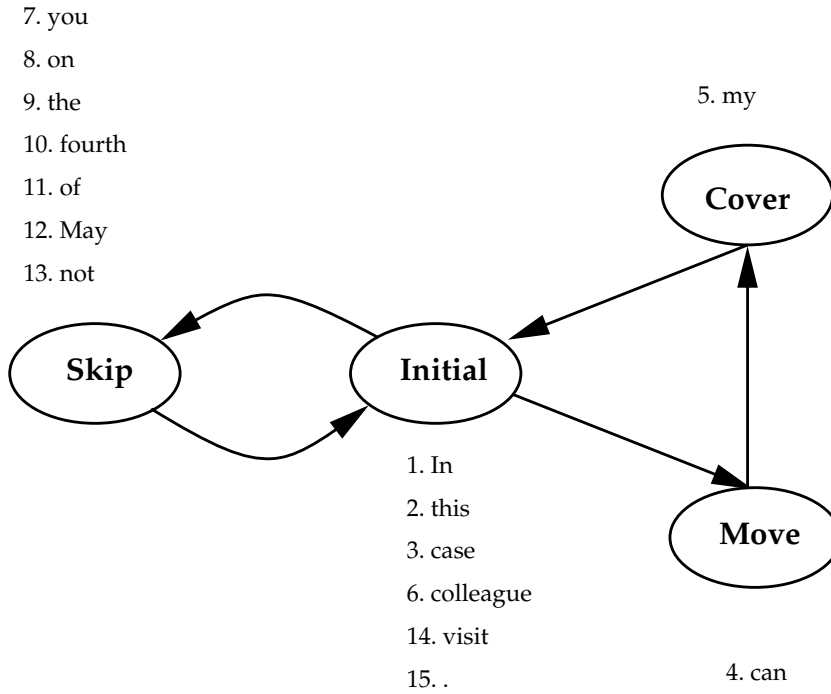 7. you
8. on
9. the
10. fourth
11. of
12. May
13. not
5. my
Cover
Skip
Initial
1. In
2. this
3. case
6. colleague
14. visit
15. .
Move
4. can